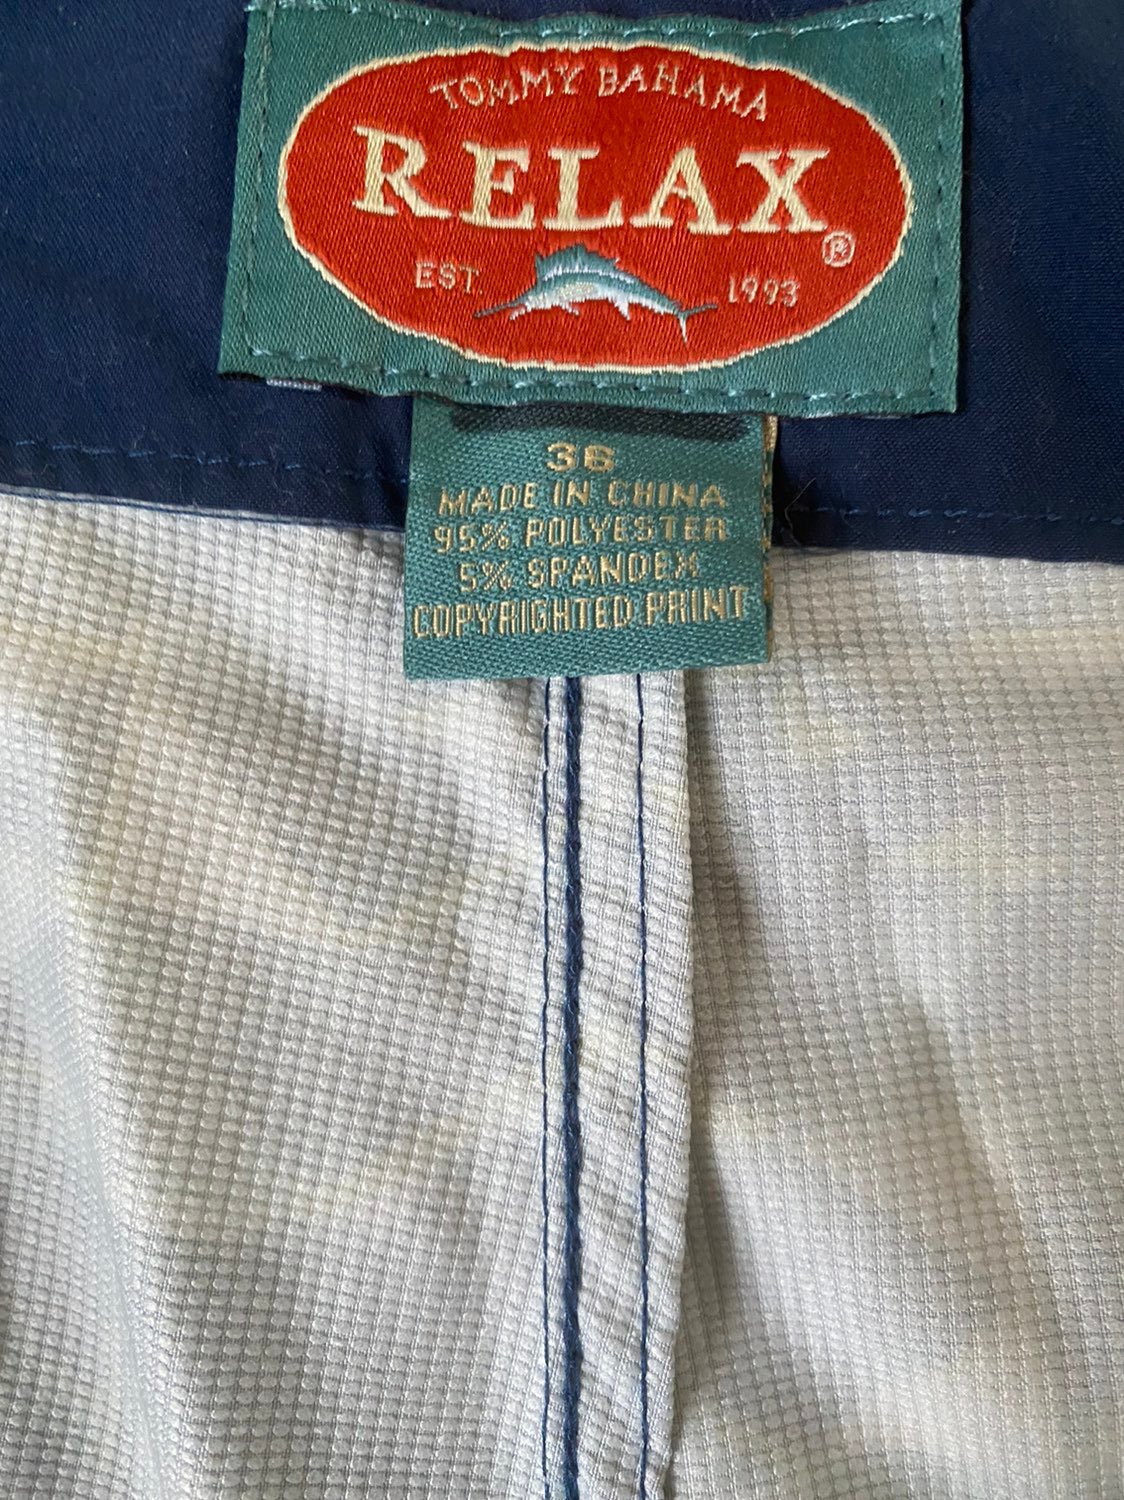 TOMMY BAHAMA
RELAX®
EST. 1993
36
MADE IN CHINA
95% POLYESTER
5% SPANDEX
COPYRIGHTED PRINT